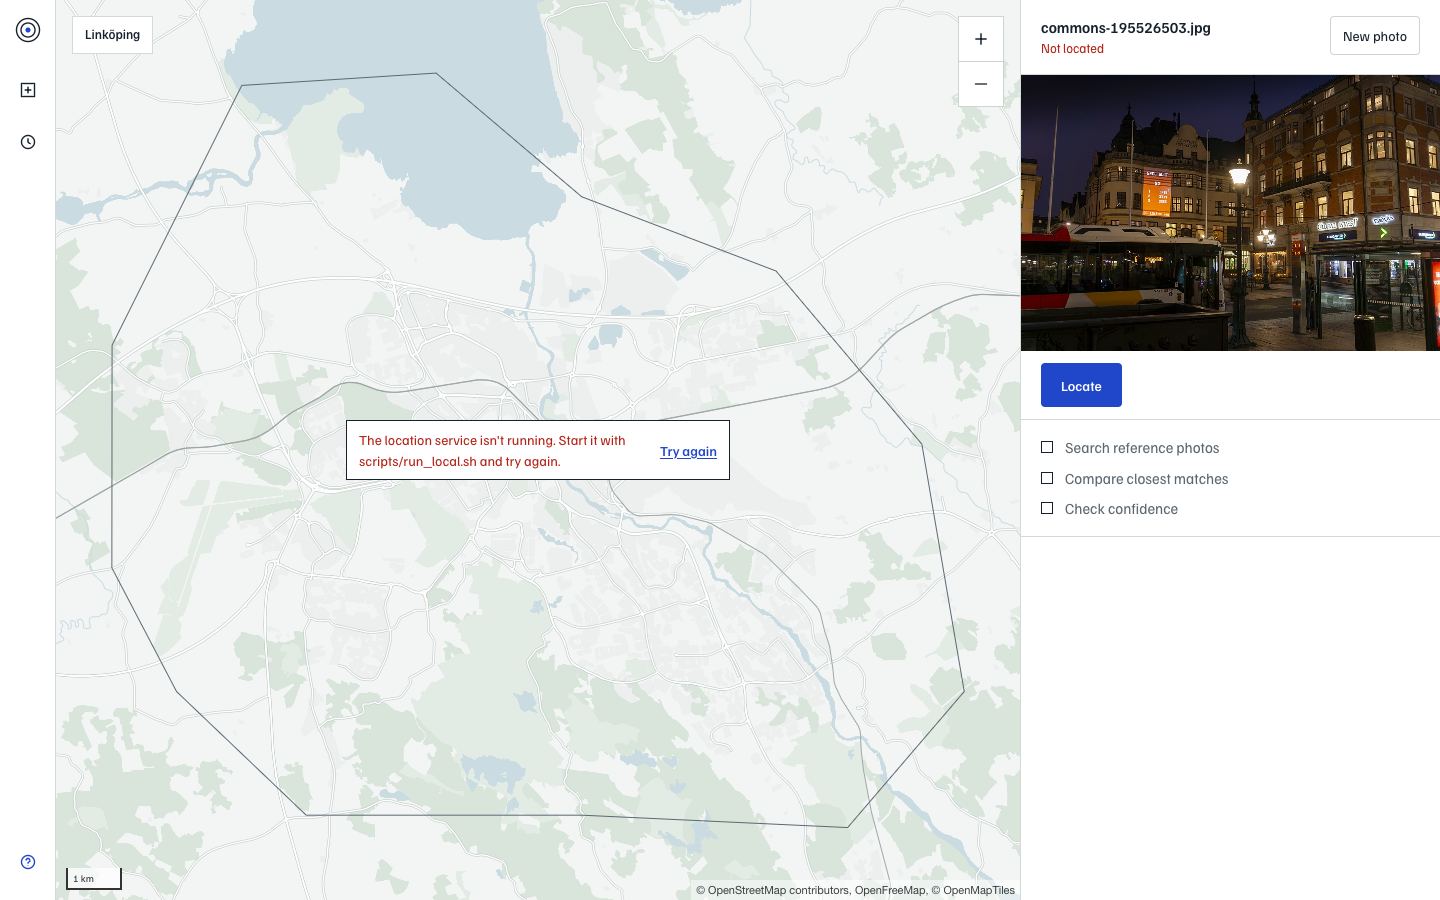 Linköping
+
−
commons-195526503.jpg
Not located
New photo
Locate
The location service isn't running. Start it with
scripts/run_local.sh and try again.
Try again
Search reference photos
Compare closest matches
Check confidence
1 km
© OpenStreetMap contributors, OpenFreeMap, © OpenMapTiles